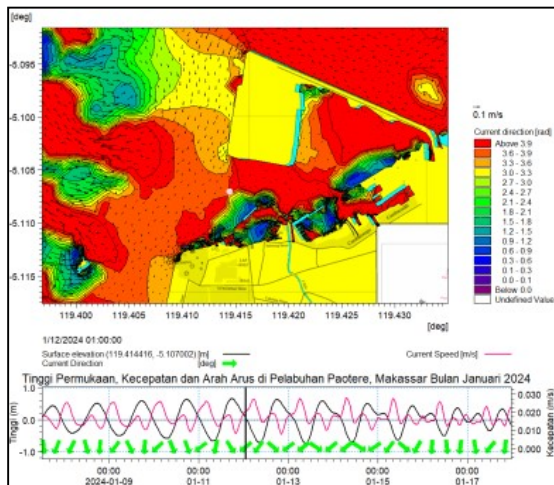 [deg]
-5.095
-5.100
-5.105
-5.110
-5.115
119.400 119.405 119.410 119.415 119.420 119.425 119.430
[deg]
0.1 m/s
Current direction [rad]
Above 3.9
3.6 - 3.9
3.3 - 3.6
3.0 - 3.3
2.7 - 3.0
2.4 - 2.7
2.1 - 2.4
1.8 - 2.1
1.5 - 1.8
1.2 - 1.5
0.9 - 1.2
0.6 - 0.9
0.3 - 0.6
0.1 - 0.3
0.0 - 0.1
Below 0.0
Undefined Value
1/12/2024 01:00:00
Surface elevation (119.414416, -5.107002) [m]
Current Speed [m/s]
Current Direction [deg]
Tinggi Permukaan, Kecepatan dan Arah Arus di Pelabuhan Paotere, Makassar Bulan Januari 2024
Tinggi (m)
1.0
0.0
-1.0
0.030
0.020
0.010
0.000
Kecepatan (m/s)
00:00 00:00 00:00 00:00 00:00
2024-01-09 01-11 01-13 01-15 01-17